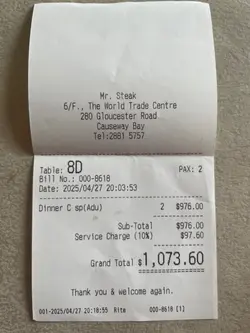 Mr. Steak
6/F., The World Trade Centre
280 Gloucester Road
Causeway Bay
Tel:2881 5757
Table: 8D PAX: 2
Bill No.: 000-8618
Date: 2025/04/27 20:03:53
Dinner C sp(Adu) 2 $976.00
Sub-Total $976.00
Service Charge (10%) $97.60
Grand Total $1,073.60
Thank you & welcome again.
001-2025/04/27 20:18:55 Rita 000-8618 [1]